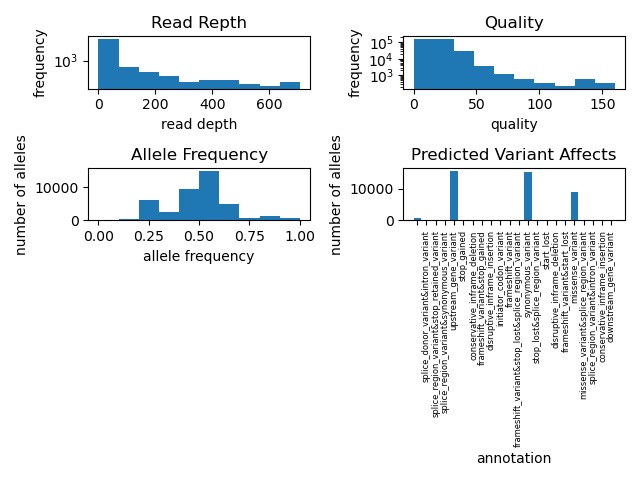 Read Repth
frequency
10³
0 200 400 600
read depth
Quality
frequency
10⁵
10⁴
10³
0 50 100 150
quality
Allele Frequency
number of alleles
10000
0
0.00 0.25 0.50 0.75 1.00
allele frequency
Predicted Variant Affects
number of alleles
10000
0
splice_donor_variant&intron_variant
splice_region_variant&stop_retained_variant
splice_region_variant&synonymous_variant
upstream_gene_variant
stop_gained
conservative_inframe_deletion
frameshift_variant&stop_gained
disruptive_inframe_insertion
initiator_codon_variant
frameshift_variant
frameshift_variant&stop_lost&splice_region_variant
synonymous_variant
stop_lost&splice_region_variant
start_lost
disruptive_inframe_deletion
frameshift_variant&start_lost
missense_variant
missense_variant&splice_region_variant
splice_region_variant&intron_variant
conservative_inframe_insertion
downstream_gene_variant
annotation